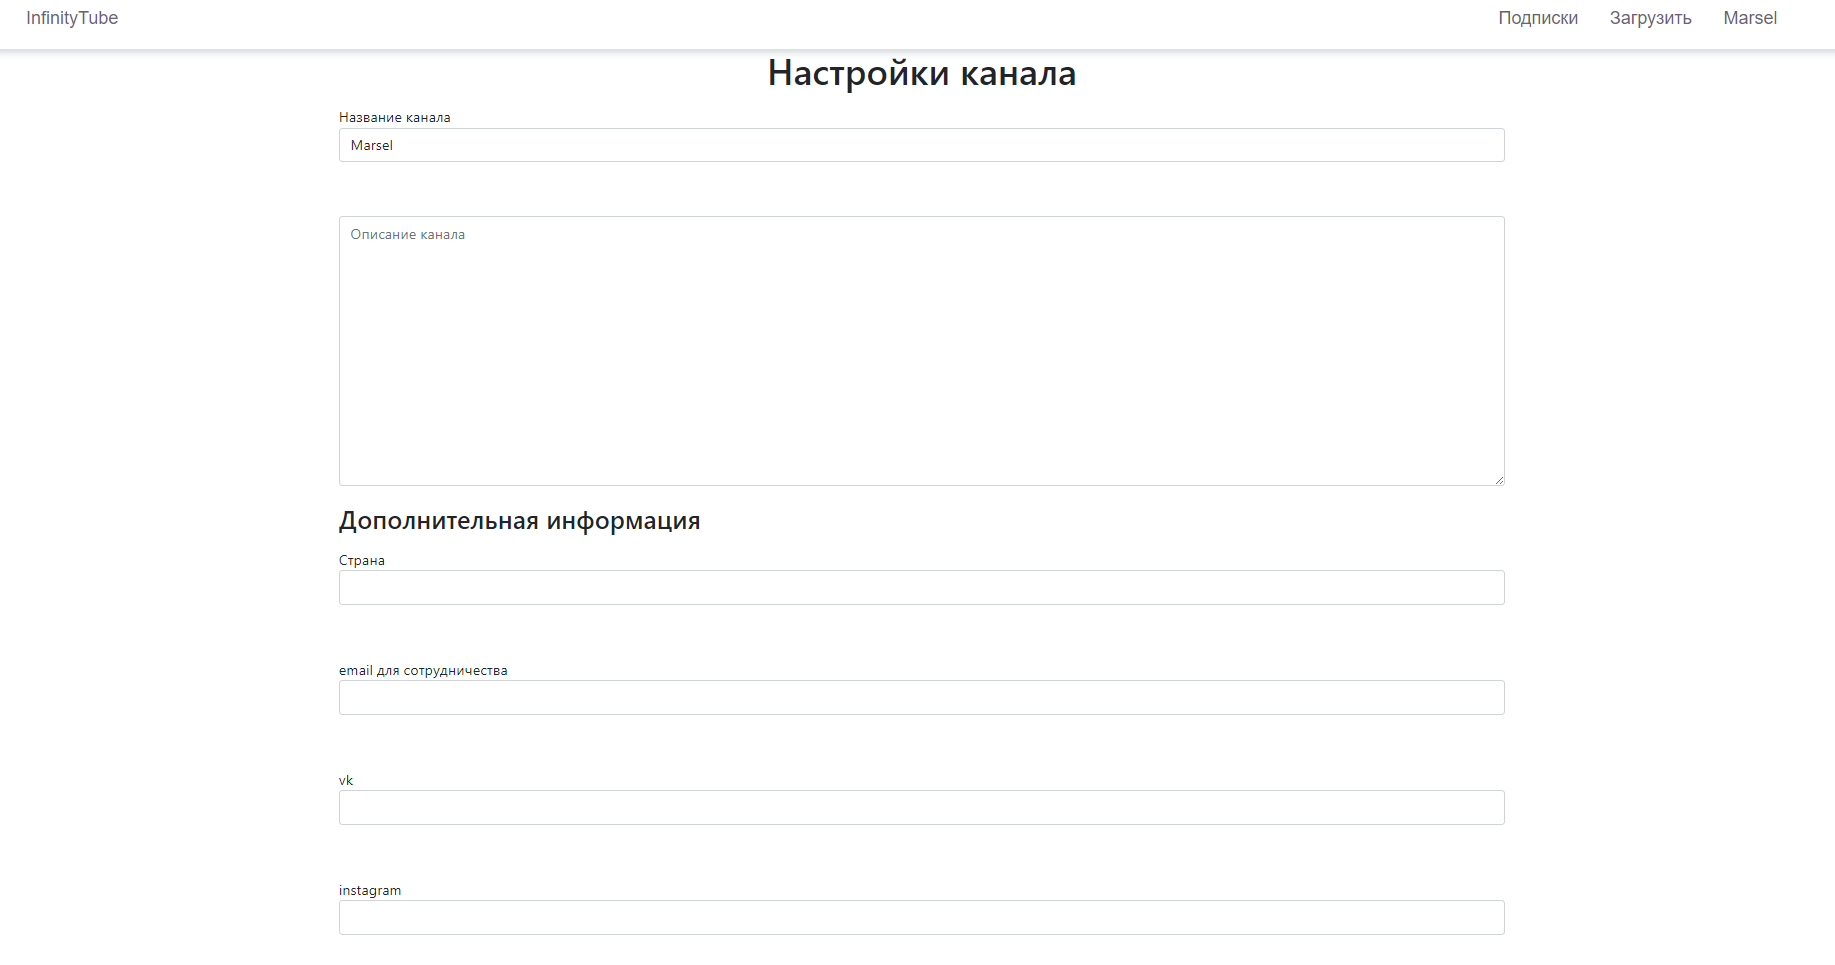 InfinityTube Подписки Загрузить Marsel
Настройки канала
Название канала
Marsel
Описание канала
Дополнительная информация
Страна
email для сотрудничества
vk
instagram